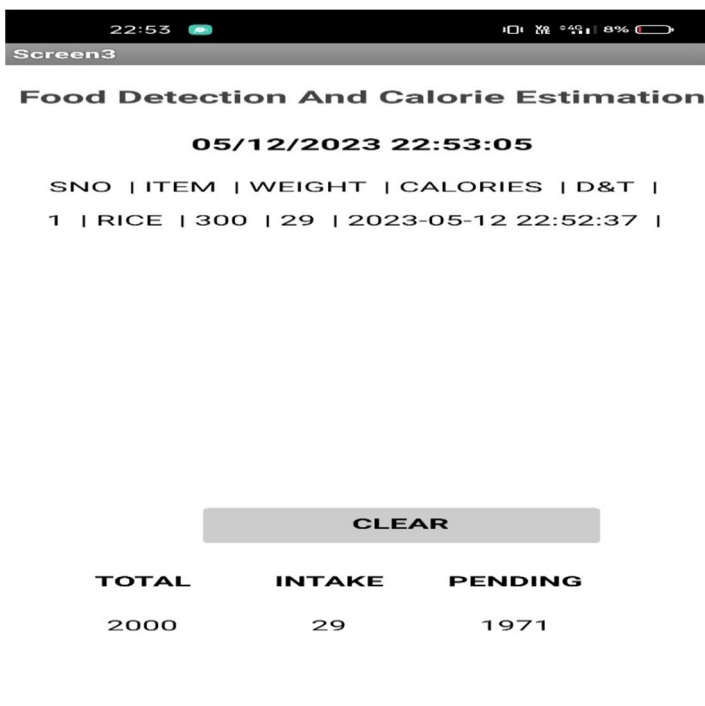 22:53 4G 8%
Screen3
Food Detection And Calorie Estimation
05/12/2023 22:53:05
SNO | ITEM | WEIGHT | CALORIES | D&T |
1 | RICE | 300 | 29 | 2023-05-12 22:52:37 |
CLEAR
TOTAL INTAKE PENDING
2000 29 1971